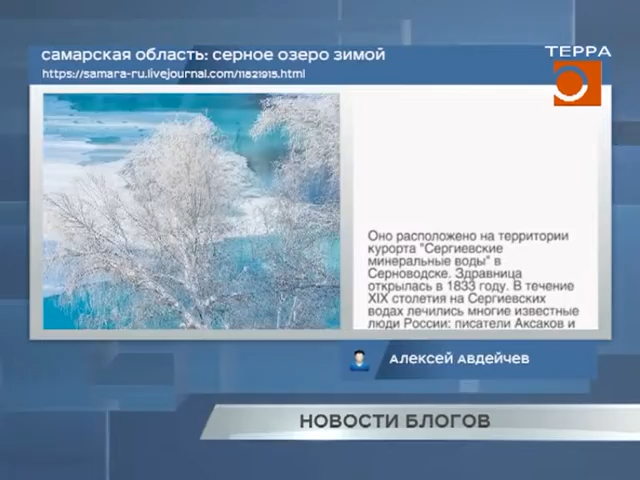 самарская область: серное озеро зимой
https://samara-ru.livejournal.com/11821915.html
ТЕРРА
Оно расположено на территории
курорта "Сергиевские
минеральные воды" в
Серноводске. Здравница
открылась в 1833 году. В течение
XIX столетия на Сергиевских
водах лечились многие известные
люди России: писатели Аксаков и
АЛЕКСЕЙ АВДЕЙЧЕВ
НОВОСТИ БЛОГОВ